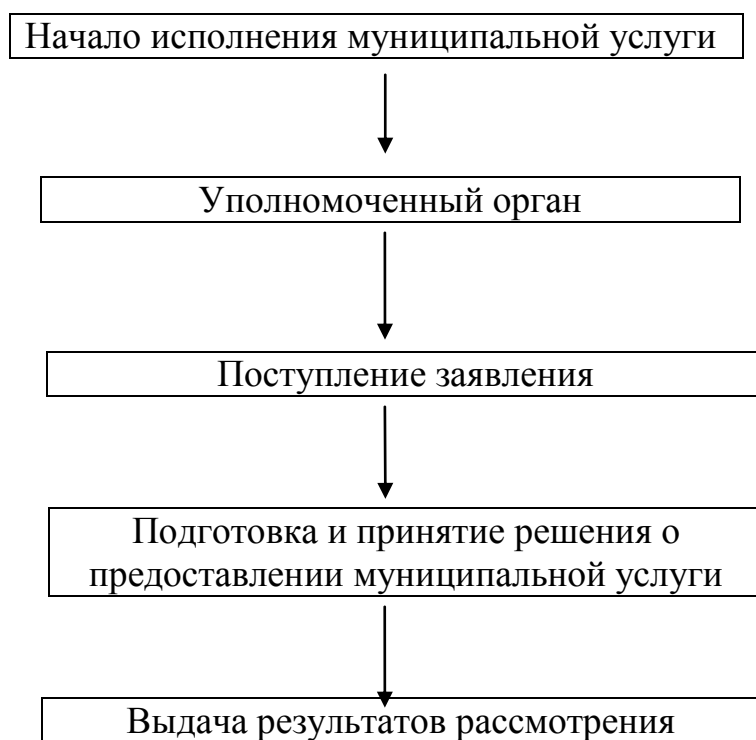 Начало исполнения муниципальной услуги
Уполномоченный орган
Поступление заявления
Подготовка и принятие решения о
предоставлении муниципальной услуги
Выдача результатов рассмотрения